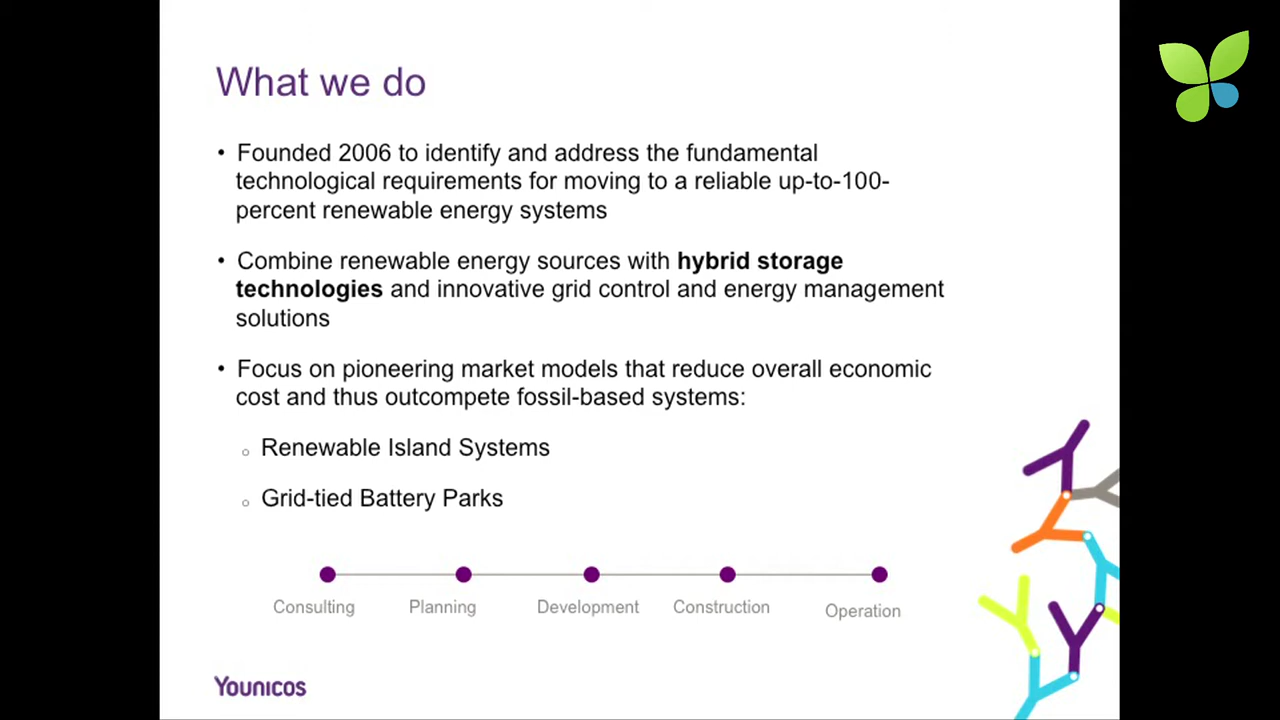 What we do
• Founded 2006 to identify and address the fundamental
technological requirements for moving to a reliable up-to-100-
percent renewable energy systems
• Combine renewable energy sources with hybrid storage
technologies and innovative grid control and energy management
solutions
• Focus on pioneering market models that reduce overall economic
cost and thus outcompete fossil-based systems:
○ Renewable Island Systems
○ Grid-tied Battery Parks
Consulting Planning Development Construction Operation
YOUNICOS